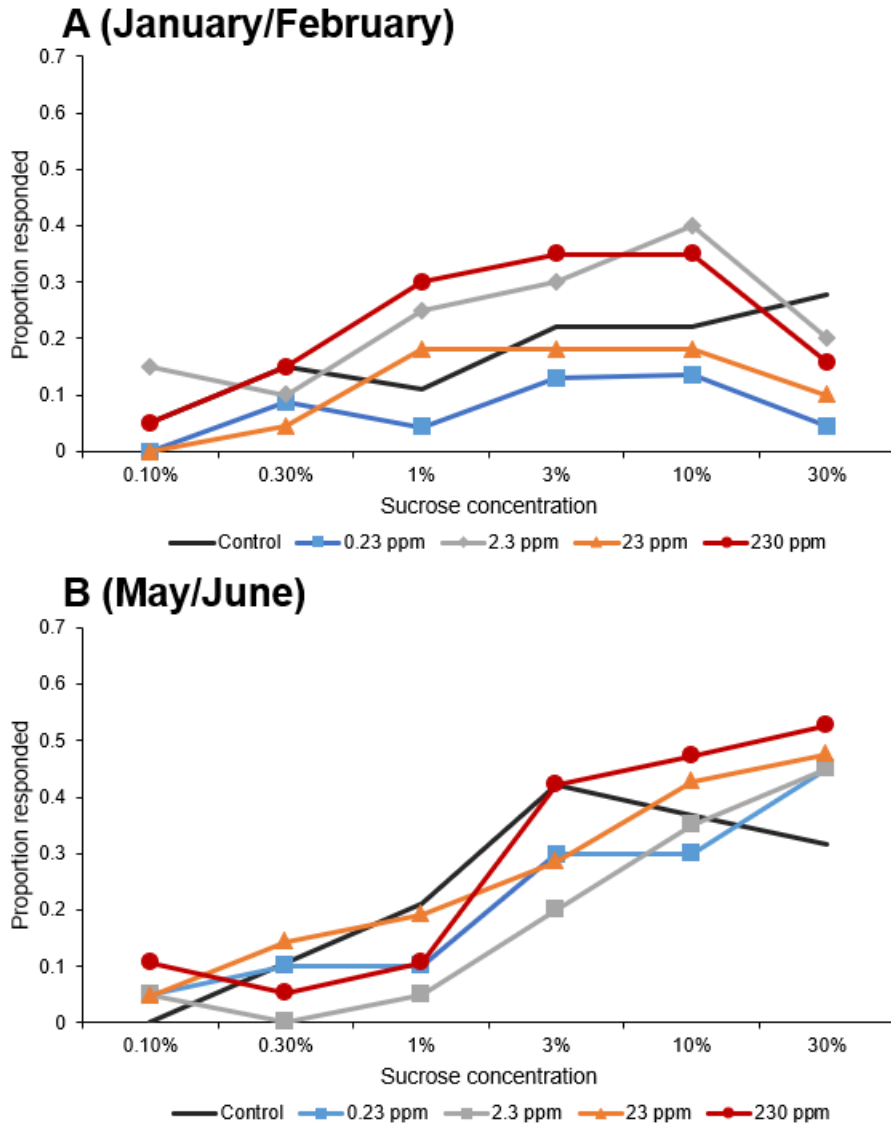 A (January/February)
0.7
0.6
0.5
0.4
0.3
0.2
0.1
0
Proportion responded
0.10% 0.30% 1% 3% 10% 30%
Sucrose concentration
Control 0.23 ppm 2.3 ppm 23 ppm 230 ppm
B (May/June)
0.7
0.6
0.5
0.4
0.3
0.2
0.1
0
Proportion responded
0.10% 0.30% 1% 3% 10% 30%
Sucrose concentration
Control 0.23 ppm 2.3 ppm 23 ppm 230 ppm